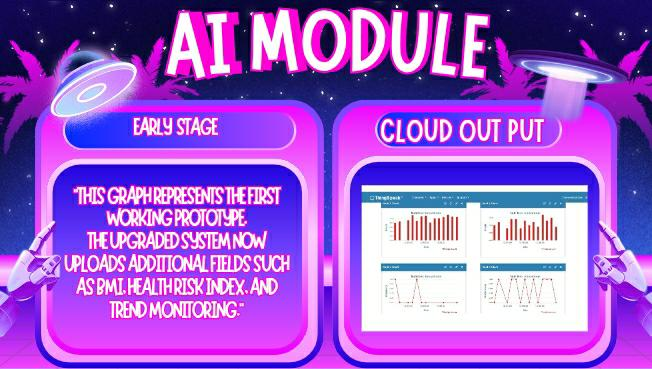 AI MODULE
EARLY STAGE
"THIS GRAPH REPRESENTS THE FIRST
WORKING PROTOTYPE.
THE UPGRADED SYSTEM NOW
UPLOADS ADDITIONAL FIELDS SUCH
AS BMI, HEALTH RISK INDEX, AND
TREND MONITORING."
CLOUD OUT PUT
ThingSpeak